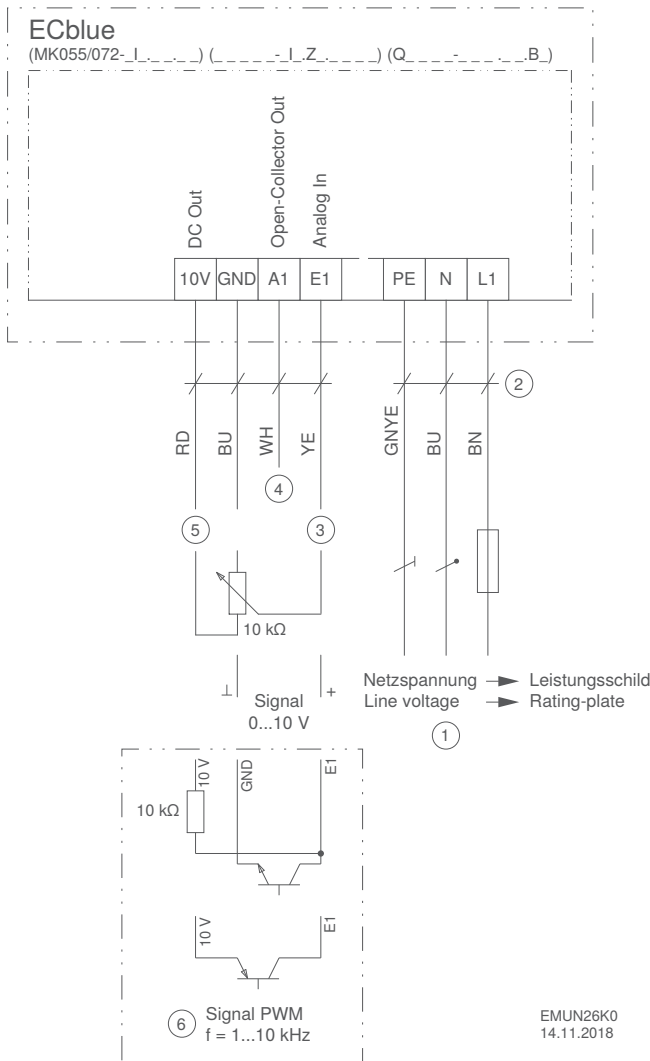 ECblue
(MK055/072-_I_._ _._ _) (_ _ _ _ _-_I_.Z_._ _ _ _) (Q_ _ _ _-_ _ _._ _.B_)
DC Out
Open-Collector Out
Analog In
10V GND A1 E1 PE N L1
2
RD BU WH YE GNYE BU BN
4
5 3
10 kΩ
⊥ Signal +
0...10 V
Netzspannung Leistungsschild
Line voltage Rating-plate
1
10 V GND E1
10 kΩ
10 V E1
6 Signal PWM
f = 1...10 kHz
EMUN26K0
14.11.2018